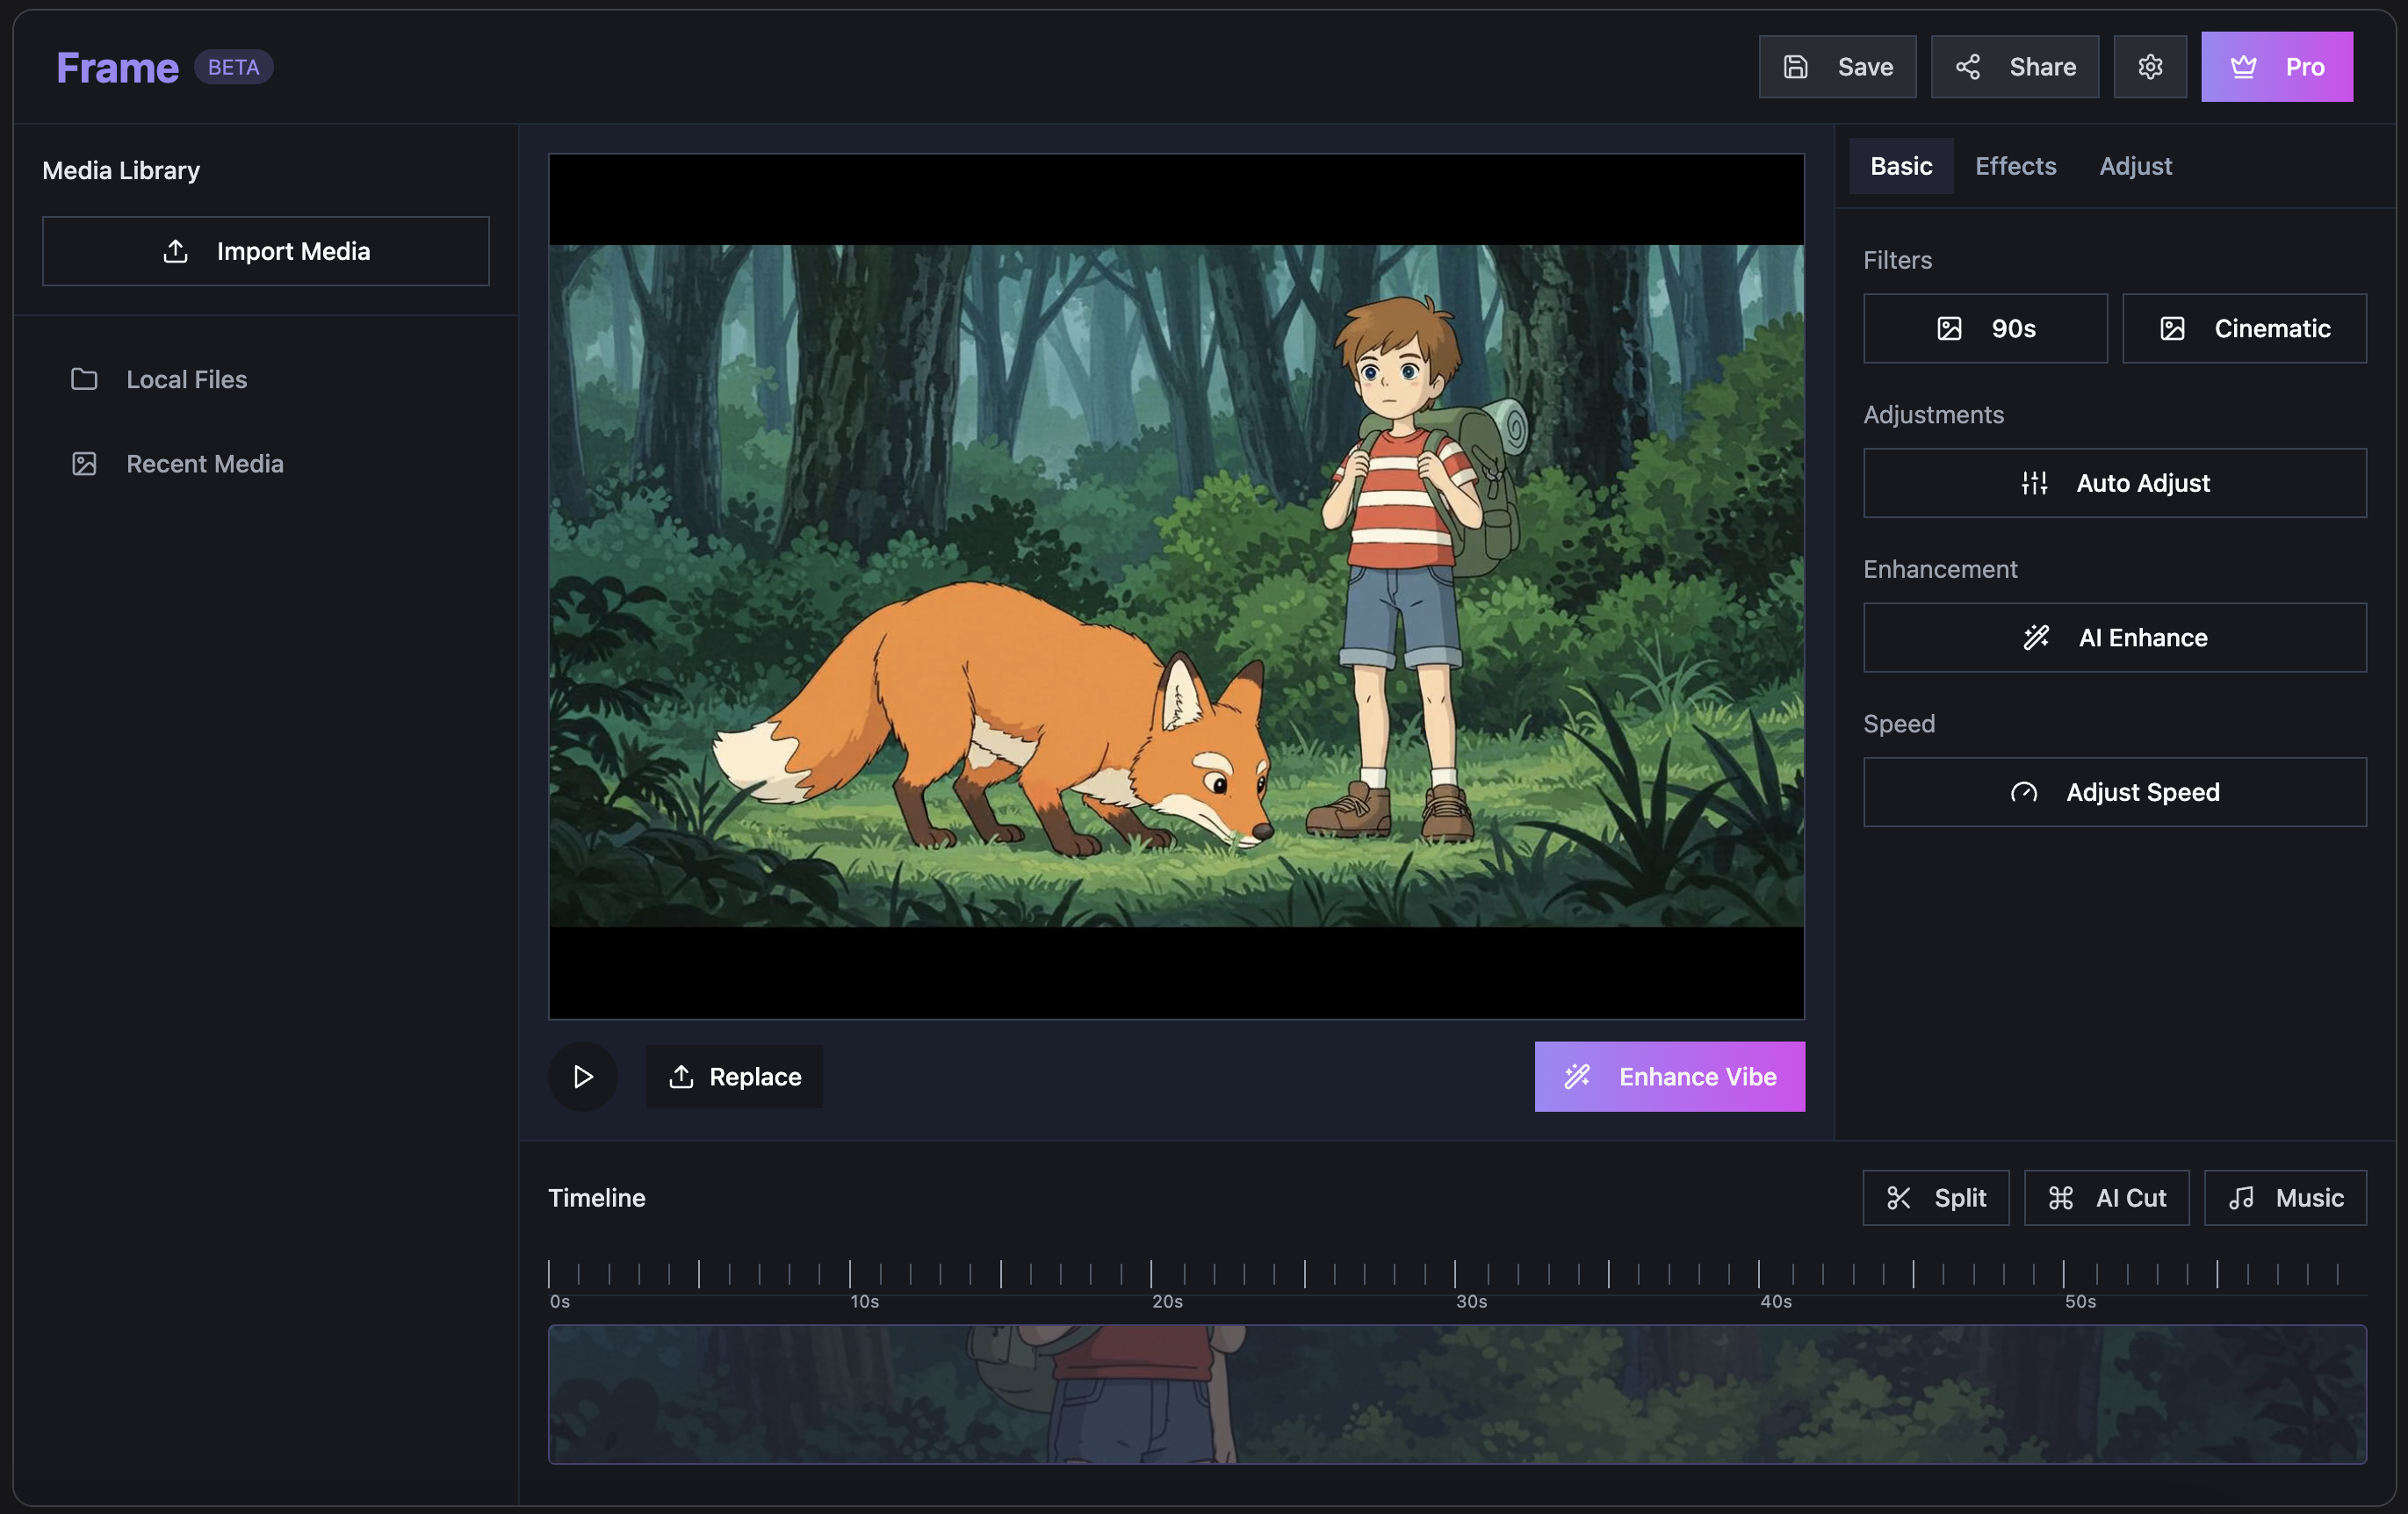 Frame BETA
Save Share Pro
Media Library
Import Media
Local Files
Recent Media
Replace
Enhance Vibe
Basic Effects Adjust
Filters
90s Cinematic
Adjustments
Auto Adjust
Enhancement
AI Enhance
Speed
Adjust Speed
Timeline
Split AI Cut Music
0s 10s 20s 30s 40s 50s